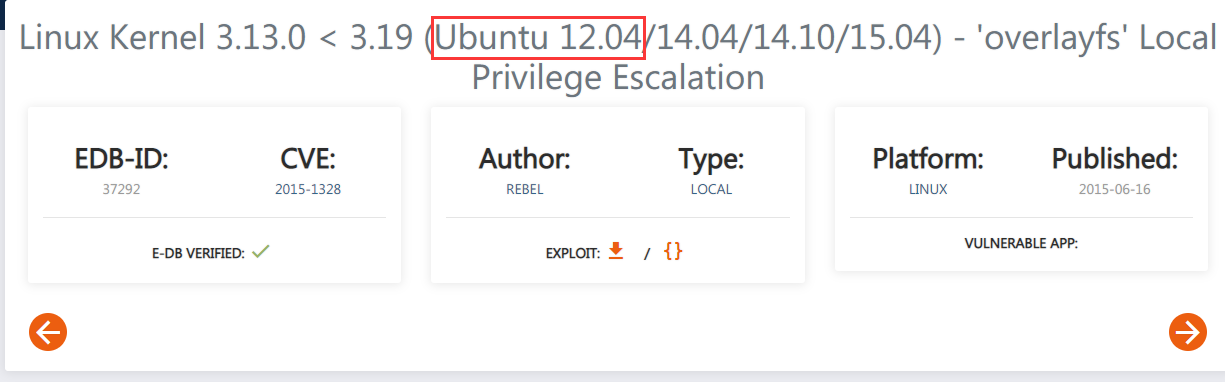 Linux Kernel 3.13.0 < 3.19 (Ubuntu 12.04/14.04/14.10/15.04) - 'overlayfs' Local
Privilege Escalation
EDB-ID:
37292
CVE:
2015-1328
E-DB VERIFIED:
Author:
REBEL
Type:
LOCAL
EXPLOIT: / {}
Platform:
LINUX
Published:
2015-06-16
VULNERABLE APP: